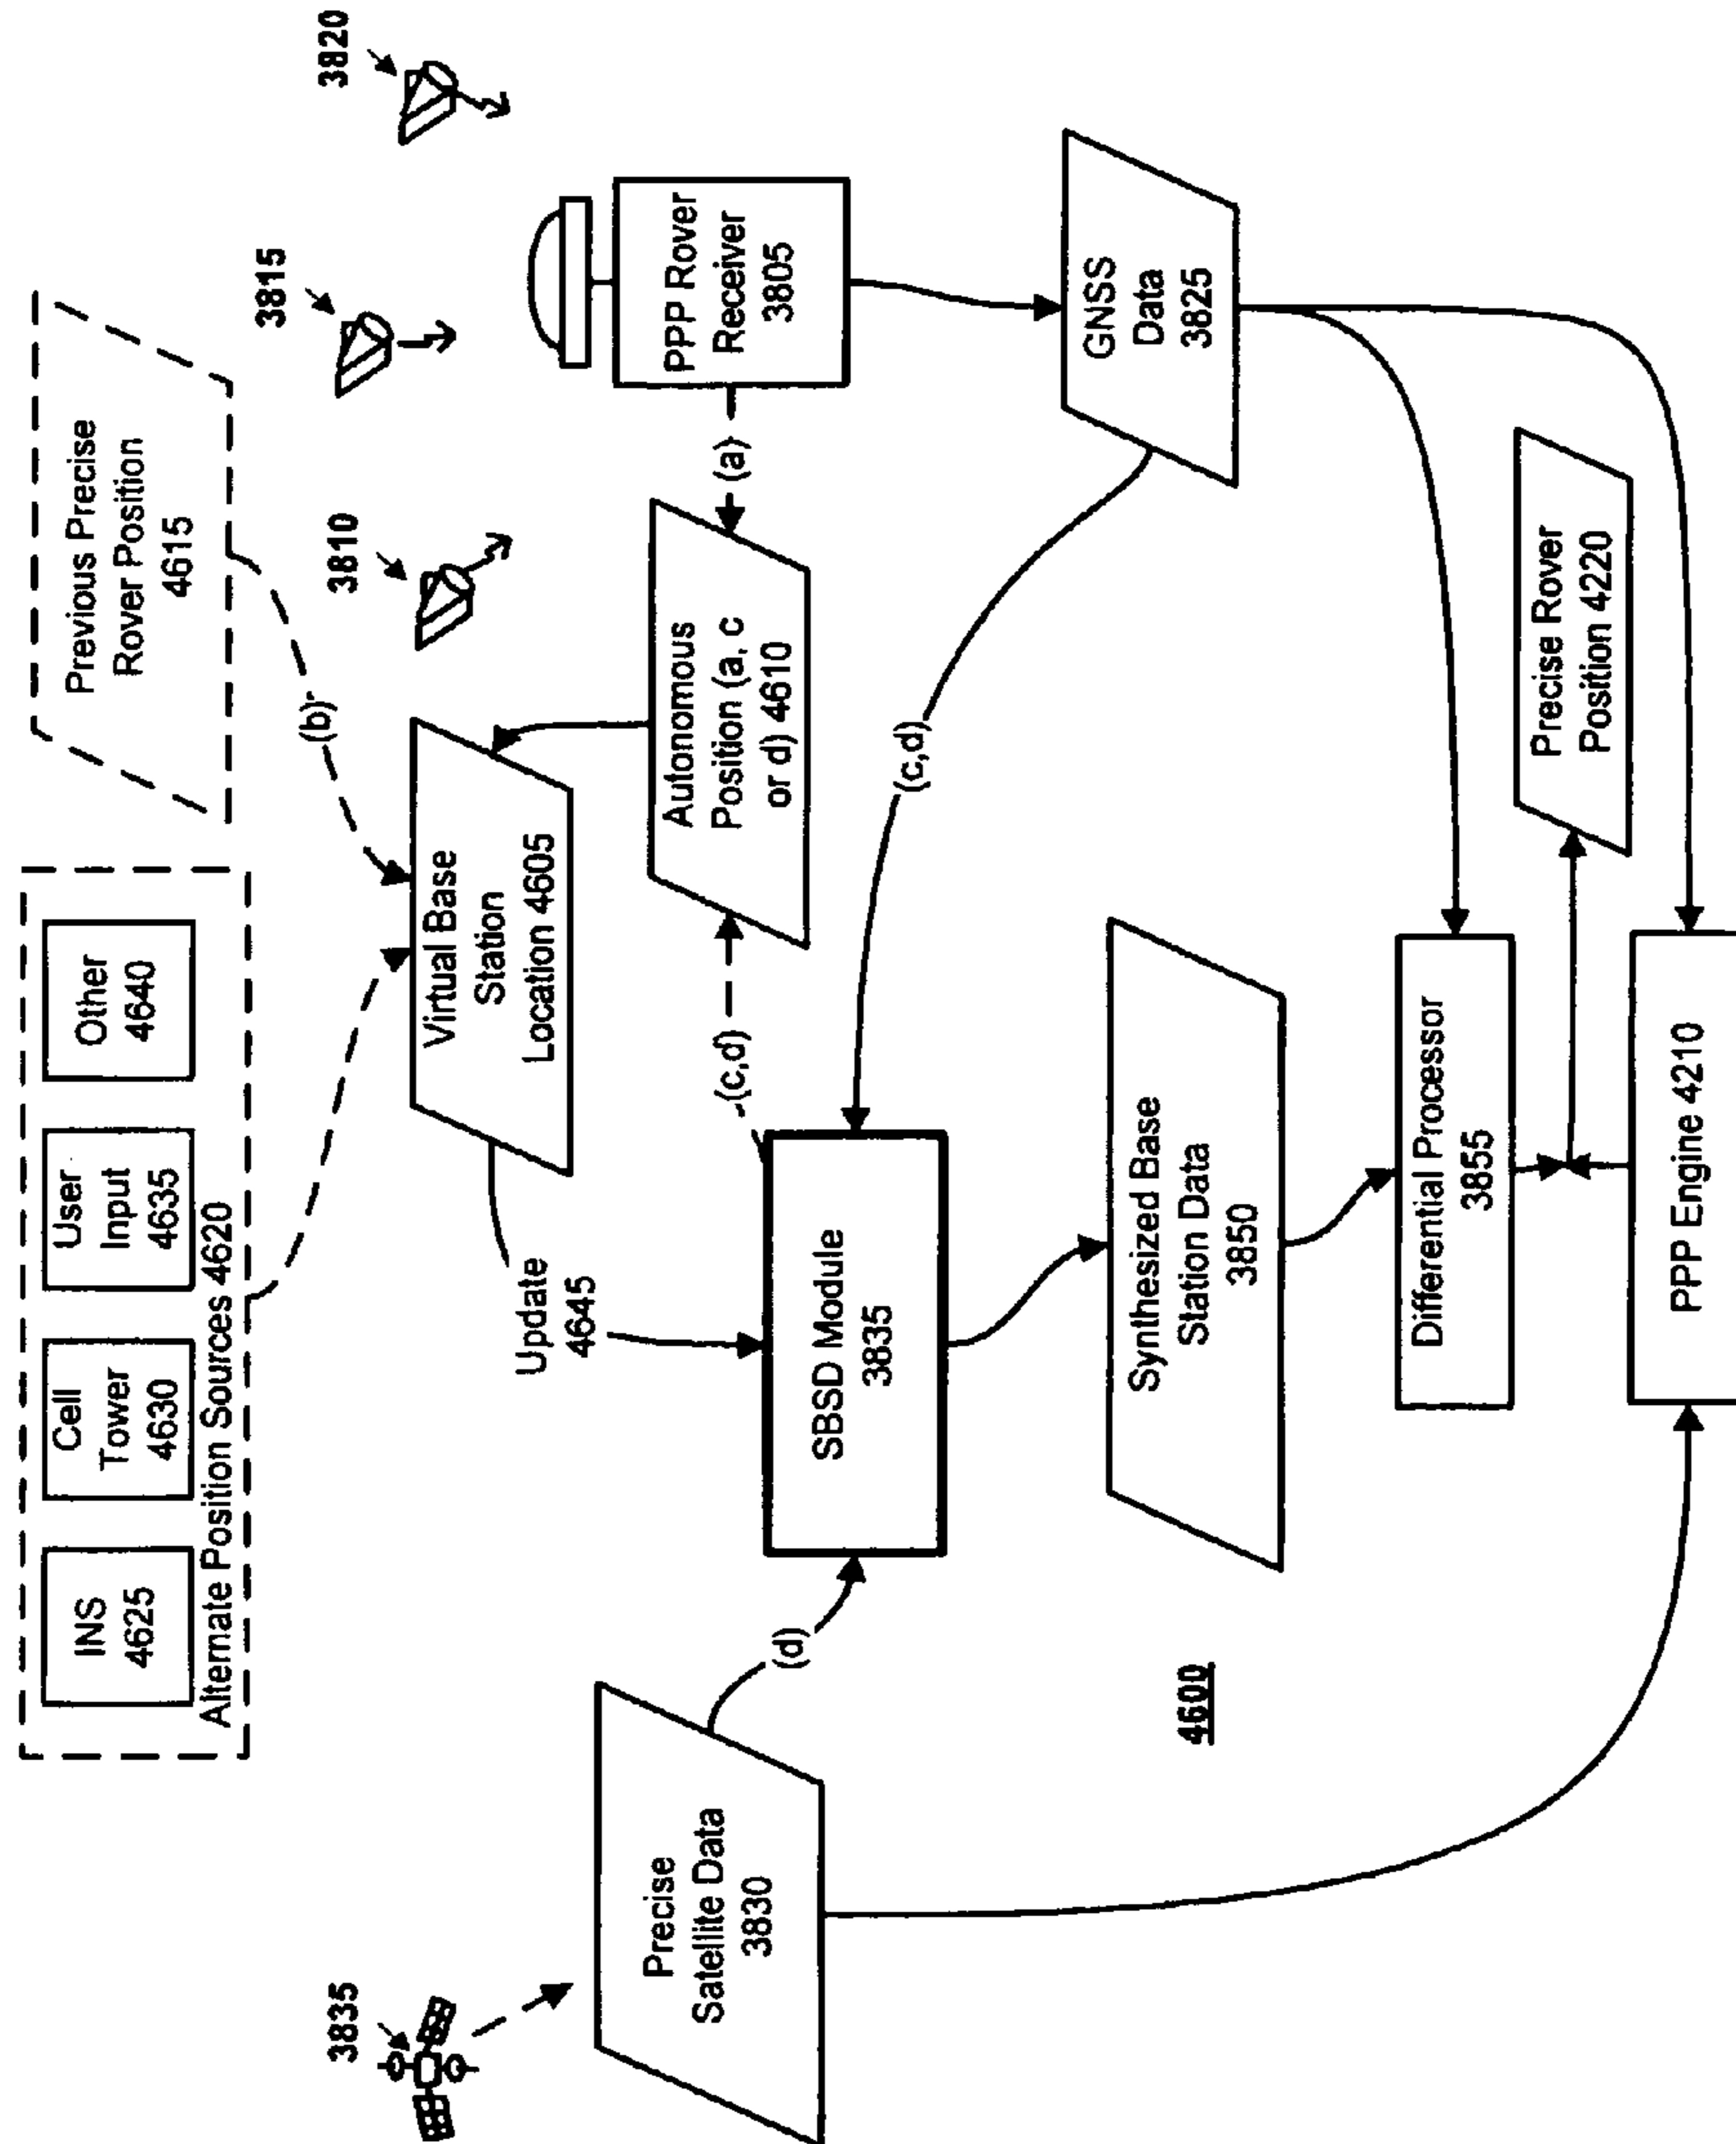 INS
4625
Cell
Tower
4630
User
Input
4635
Other
4640
Alternate Position Sources 4620
Previous Precise
Rover Position
4615
3835
3810
3815
3820
(b)
Virtual Base
Station
Location 4605
Update
4645
Autonomous
Position (a, c
or d) 4610
(a)
PPP Rover
Receiver
3805
Precise
Satellite Data
3830
(d)
(c,d)
SBSD Module
3835
(c,d)
GNSS
Data
3825
4600
Synthesized Base
Station Data
3850
Differential Processor
3855
Precise Rover
Position 4220
PPP Engine 4210